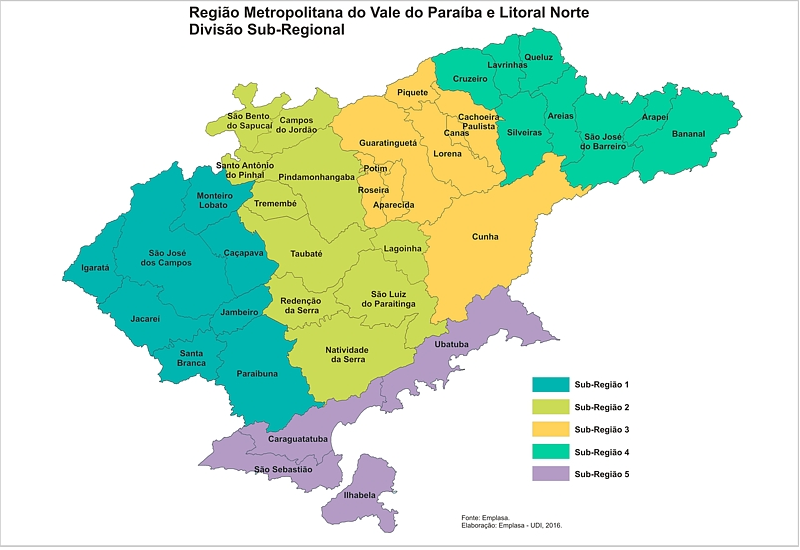 Região Metropolitana do Vale do Paraíba e Litoral Norte
Divisão Sub-Regional
Queluz
Lavrinhas
Cruzeiro
Piquete
Cachoeira
Paulista
Canas
Lorena
Guaratinguetá
Silveiras
Areias
São José
do Barreiro
Arapeí
Bananal
São Bento
do Sapucaí
Campos
do Jordão
Santo Antônio
do Pinhal
Pindamonhangaba
Potim
Roseira
Aparecida
Monteiro
Lobato
Tremembé
Cunha
Igaratá
São José
dos Campos
Caçapava
Taubaté
Lagoinha
Jacareí
Jambeiro
Redenção
da Serra
São Luiz
do Paraitinga
Santa
Branca
Paraibuna
Natividade
da Serra
Ubatuba
Caraguatatuba
São Sebastião
Ilhabela
Sub-Região 1
Sub-Região 2
Sub-Região 3
Sub-Região 4
Sub-Região 5
Fonte: Emplasa.
Elaboração: Emplasa - UDI, 2016.